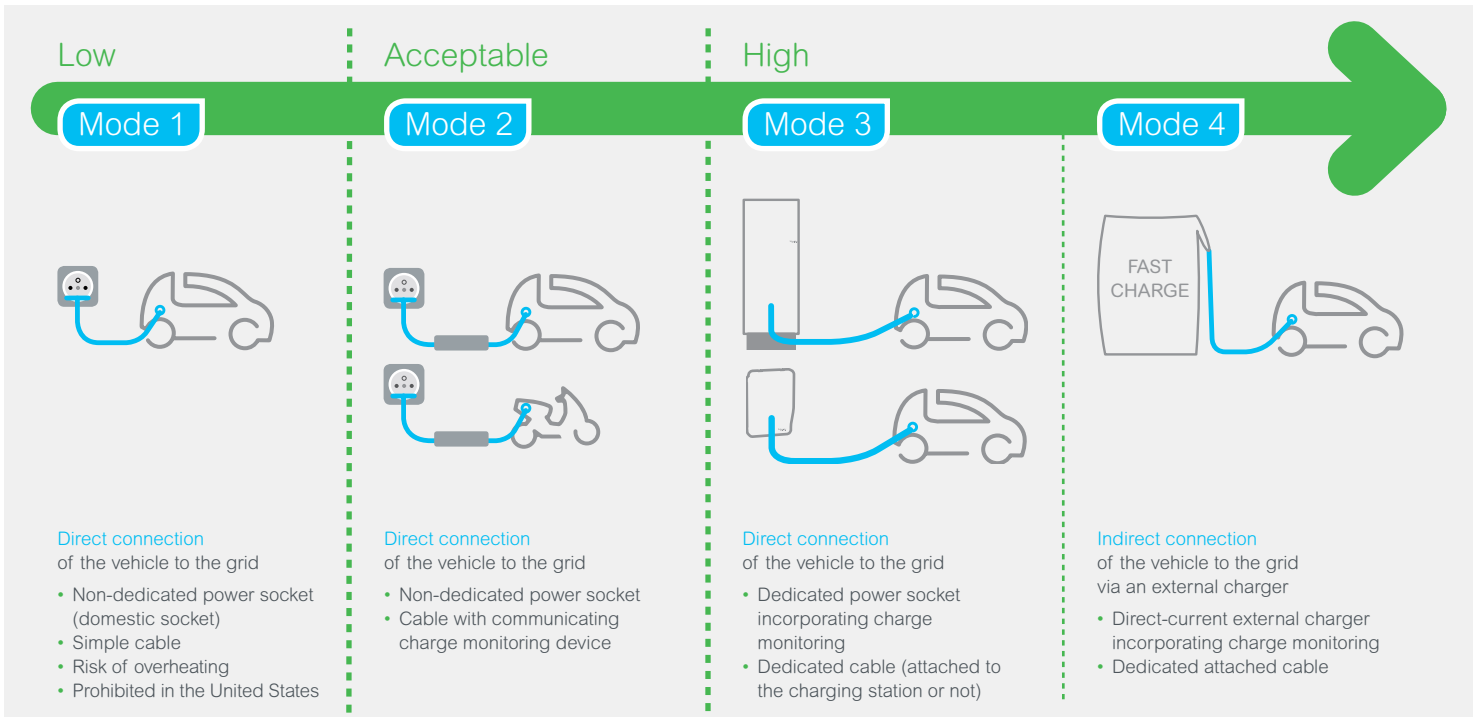 Low
Acceptable
High
Mode 1
Mode 2
Mode 3
Mode 4
FAST
CHARGE
Direct connection
of the vehicle to the grid
• Non-dedicated power socket
(domestic socket)
• Simple cable
• Risk of overheating
• Prohibited in the United States
Direct connection
of the vehicle to the grid
• Non-dedicated power socket
• Cable with communicating
charge monitoring device
Direct connection
of the vehicle to the grid
• Dedicated power socket
incorporating charge
monitoring
• Dedicated cable (attached to
the charging station or not)
Indirect connection
of the vehicle to the grid
via an external charger
• Direct-current external charger
incorporating charge monitoring
• Dedicated attached cable